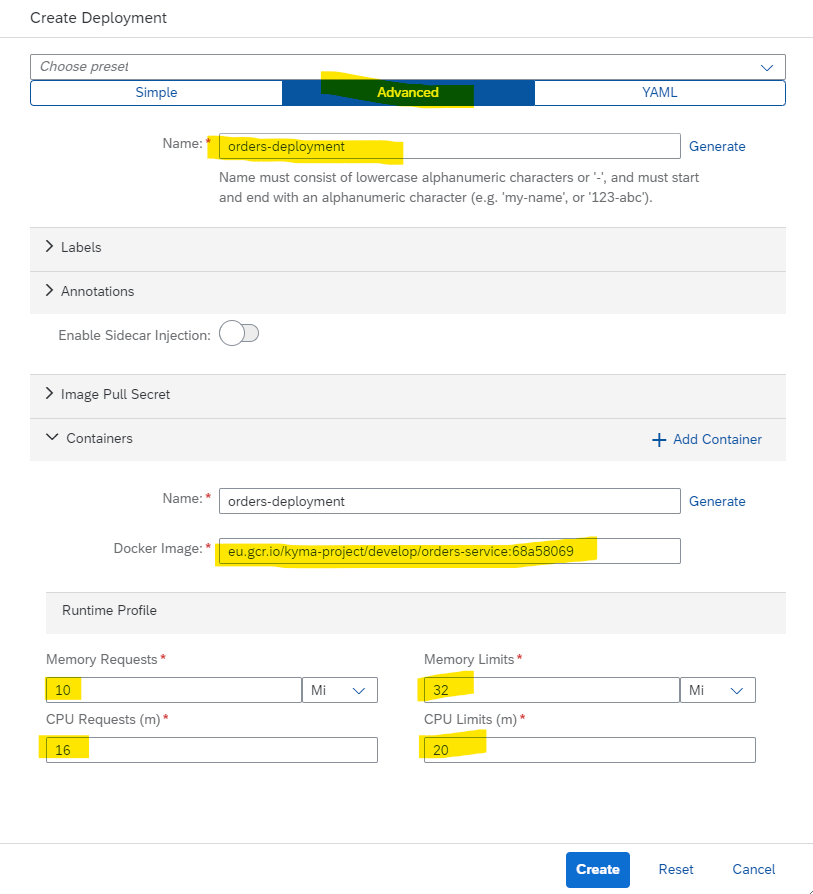 Create Deployment
Choose preset
Simple Advanced YAML
Name: * orders-deployment Generate
Name must consist of lowercase alphanumeric characters or '-', and must start
and end with an alphanumeric character (e.g. 'my-name', or '123-abc').
Labels
Annotations
Enable Sidecar Injection:
Image Pull Secret
Containers + Add Container
Name: * orders-deployment Generate
Docker Image: * eu.gcr.io/kyma-project/develop/orders-service:68a58069
Runtime Profile
Memory Requests * Memory Limits *
10 Mi 32 Mi
CPU Requests (m) * CPU Limits (m) *
16 20
Create Reset Cancel